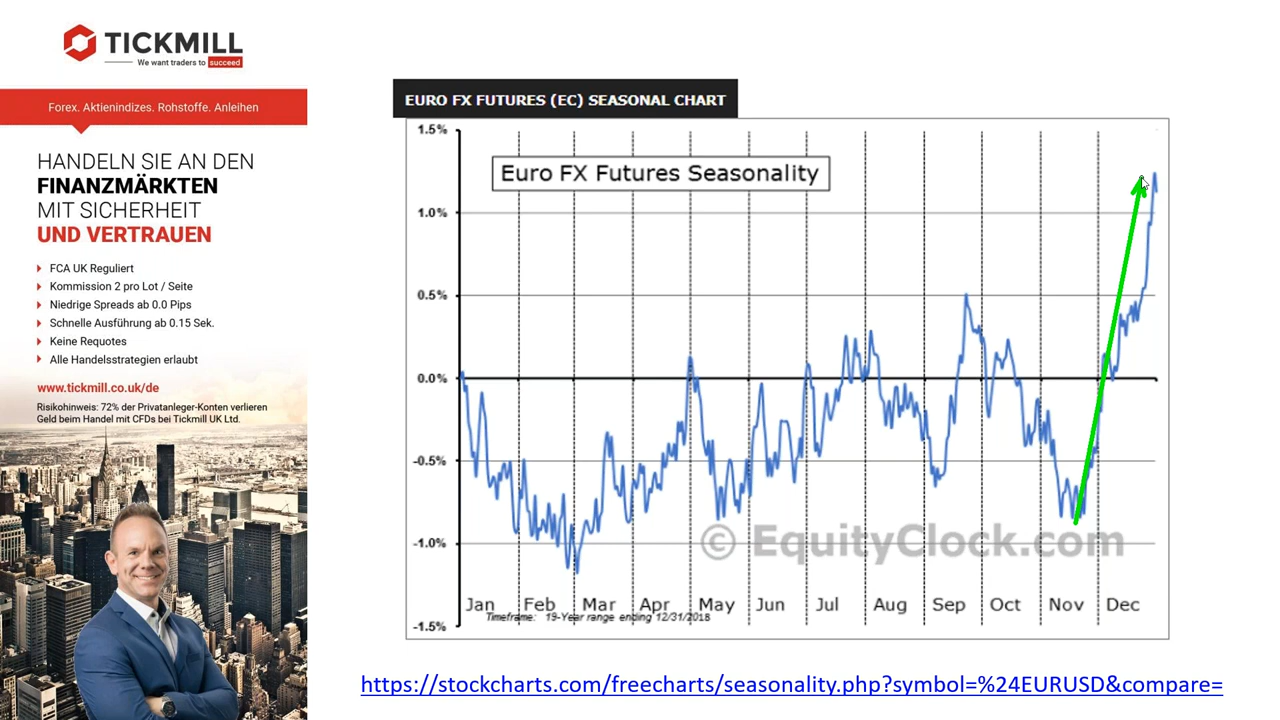 TICKMILL
We want traders to succeed
Forex. Aktienindizes. Rohstoffe. Anleihen
HANDELN SIE AN DEN
FINANZMÄRKTEN
MIT SICHERHEIT
UND VERTRAUEN
FCA UK Reguliert
Kommission 2 pro Lot / Seite
Niedrige Spreads ab 0.0 Pips
Schnelle Ausführung ab 0.15 Sek.
Keine Requotes
Alle Handelsstrategien erlaubt
www.tickmill.co.uk/de
Risikohinweis: 72% der Privatanleger-Konten verlieren
Geld beim Handel mit CFDs bei Tickmill UK Ltd.
EURO FX FUTURES (EC) SEASONAL CHART
Euro FX Futures Seasonality
1.5%
1.0%
0.5%
0.0%
-0.5%
-1.0%
-1.5%
© EquityClock.com
Jan Feb Mar Apr May Jun Jul Aug Sep Oct Nov Dec
Timeframe: 19-Year range ending 12/31/2018
https://stockcharts.com/freecharts/seasonality.php?symbol=%24EURUSD&compare=